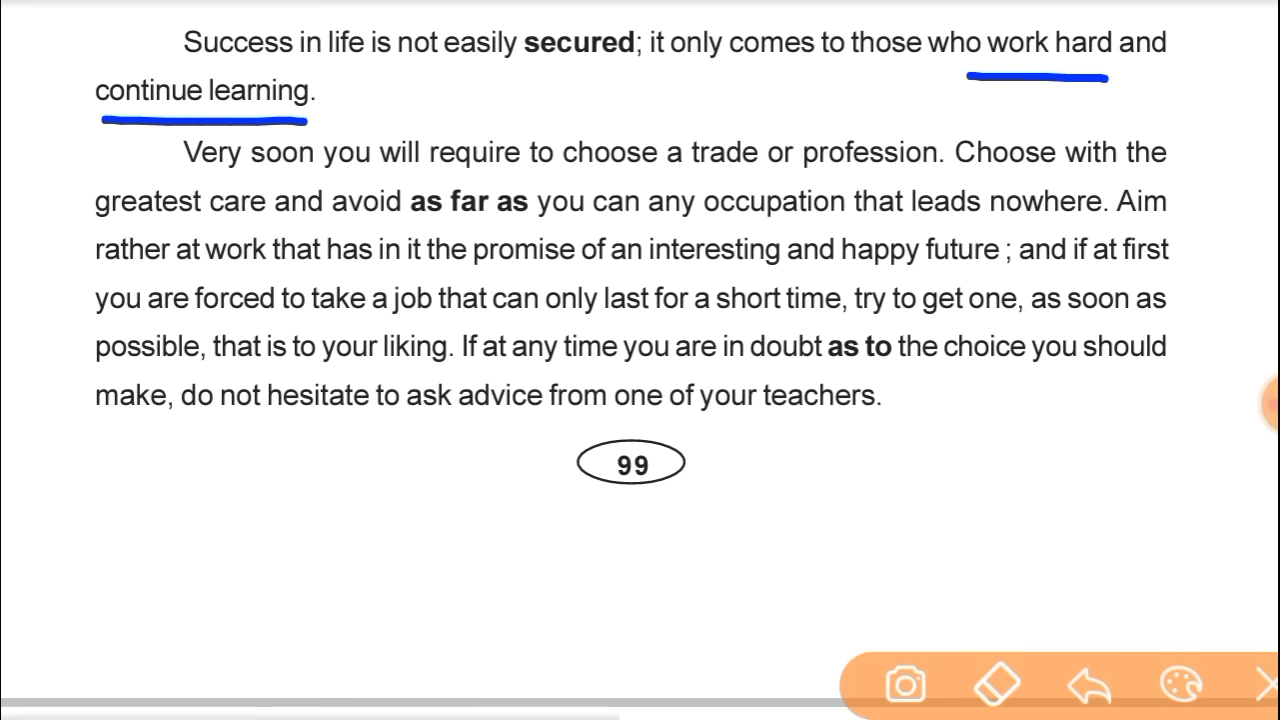 Success in life is not easily secured; it only comes to those who work hard and
continue learning.
Very soon you will require to choose a trade or profession. Choose with the
greatest care and avoid as far as you can any occupation that leads nowhere. Aim
rather at work that has in it the promise of an interesting and happy future ; and if at first
you are forced to take a job that can only last for a short time, try to get one, as soon as
possible, that is to your liking. If at any time you are in doubt as to the choice you should
make, do not hesitate to ask advice from one of your teachers.
99